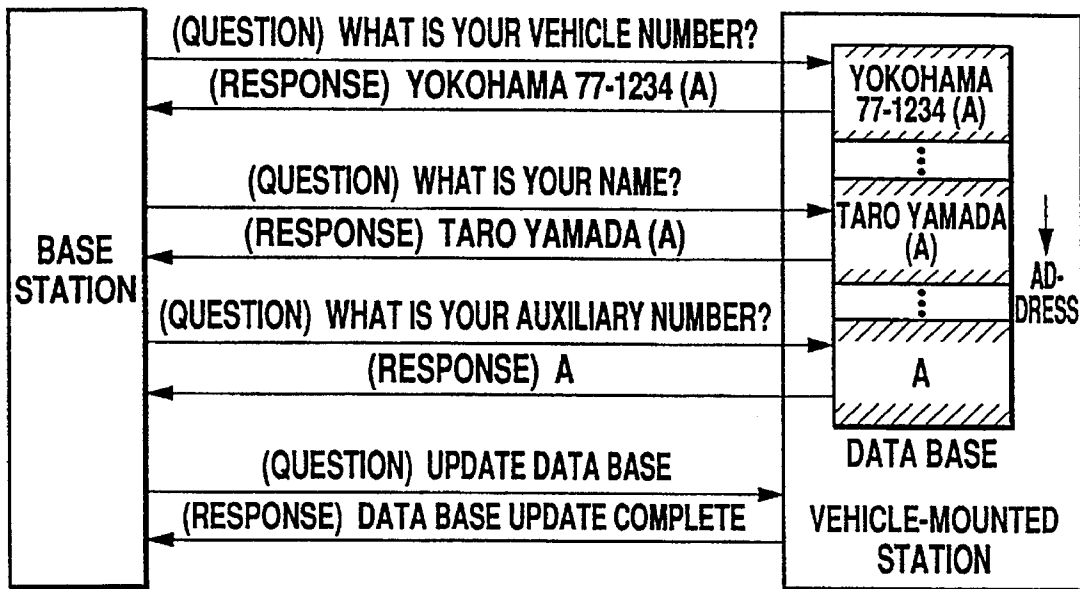 (QUESTION) WHAT IS YOUR VEHICLE NUMBER?
(RESPONSE) YOKOHAMA 77-1234 (A)
YOKOHAMA
77-1234 (A)
(QUESTION) WHAT IS YOUR NAME?
(RESPONSE) TARO YAMADA (A)
TARO YAMADA
(A)
BASE
STATION
AD-
DRESS
(QUESTION) WHAT IS YOUR AUXILIARY NUMBER?
(RESPONSE) A
A
DATA BASE
(QUESTION) UPDATE DATA BASE
(RESPONSE) DATA BASE UPDATE COMPLETE
VEHICLE-MOUNTED
STATION